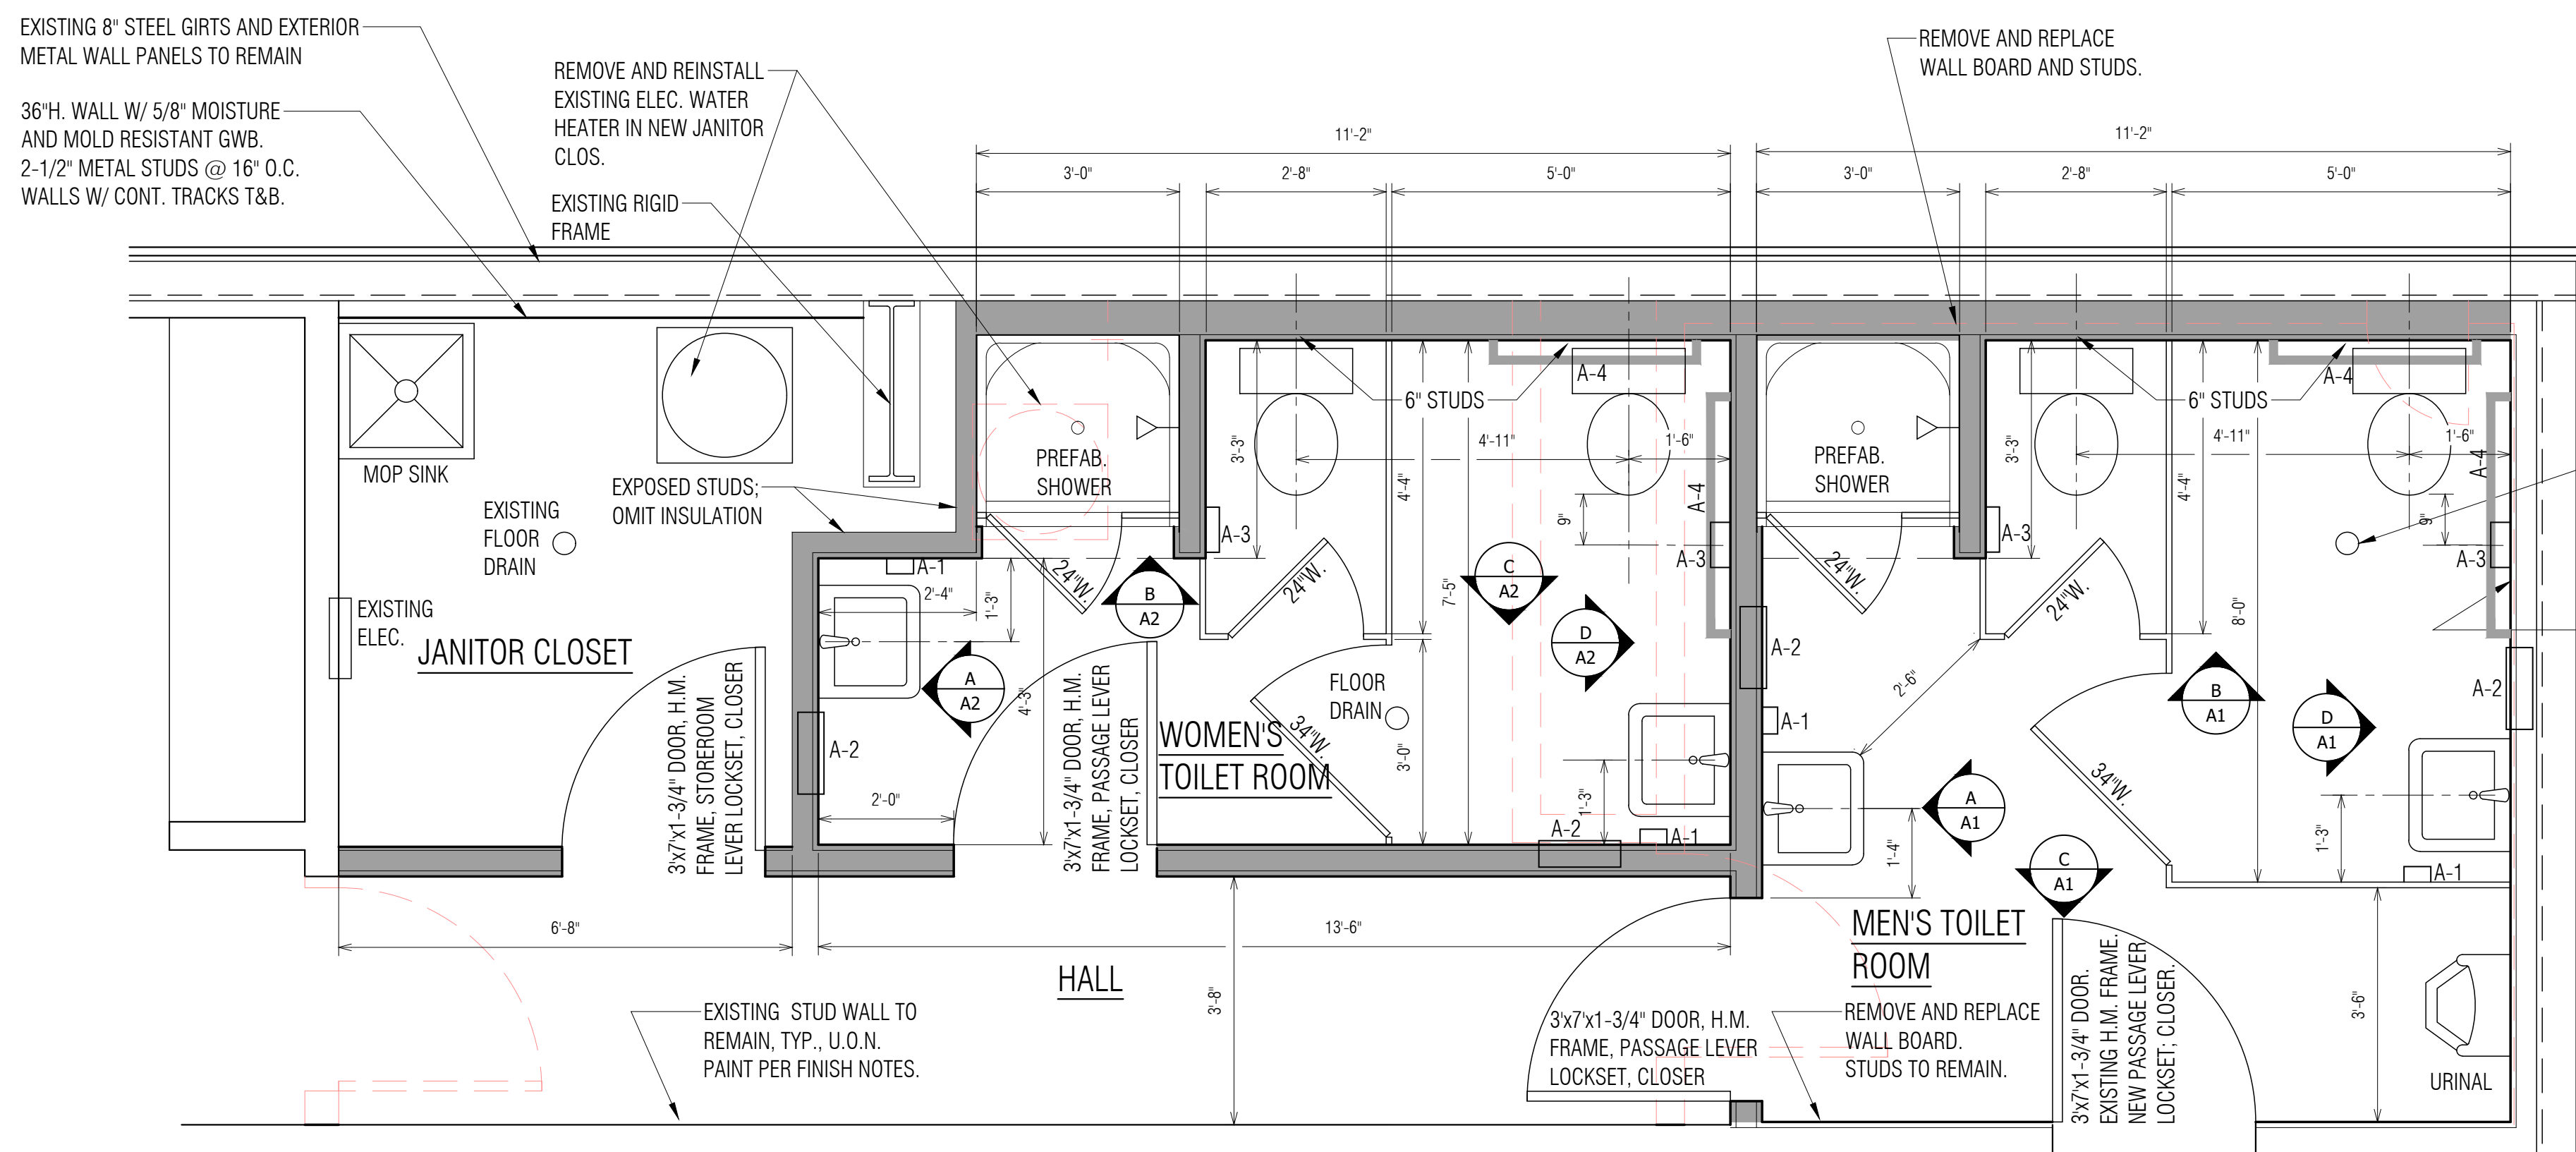 EXISTING 8" STEEL GIRTS AND EXTERIOR
METAL WALL PANELS TO REMAIN
36"H. WALL W/ 5/8" MOISTURE
AND MOLD RESISTANT GWB.
2-1/2" METAL STUDS @ 16" O.C.
WALLS W/ CONT. TRACKS T&B.
REMOVE AND REINSTALL
EXISTING ELEC. WATER
HEATER IN NEW JANITOR
CLOS.
EXISTING RIGID
FRAME
REMOVE AND REPLACE
WALL BOARD AND STUDS.
11'-2"
3'-0"
2'-8"
5'-0"
11'-2"
3'-0"
2'-8"
5'-0"
MOP SINK
EXISTING
FLOOR
DRAIN
EXISTING
ELEC.
JANITOR CLOSET
EXPOSED STUDS;
OMIT INSULATION
3'x7'x1-3/4" DOOR, H.M.
FRAME, STOREROOM
LEVER LOCKSET, CLOSER
6'-8"
PREFAB.
SHOWER
24"W.
A-1
2'-4"
1'-3"
A
A2
B
A2
4'-3"
A-2
2'-0"
3'x7'x1-3/4" DOOR, H.M.
FRAME, PASSAGE LEVER
LOCKSET, CLOSER
WOMEN'S
TOILET ROOM
3'-3"
A-3
24"W.
34"W.
6" STUDS
A-4
4'-11"
1'-6"
4'-4"
9"
A-4
A-3
7'-5"
C
A2
D
A2
FLOOR
DRAIN
3'-0"
1'-3"
A-2
A-1
13'-6"
HALL
3'-8"
EXISTING STUD WALL TO
REMAIN, TYP., U.O.N.
PAINT PER FINISH NOTES.
PREFAB.
SHOWER
24"W.
A-3
3'-3"
24"W.
6" STUDS
A-4
4'-11"
1'-6"
A-4
4'-4"
9"
A-3
8'-0"
A-2
A-1
2'-6"
A
A1
B
A1
C
A1
D
A1
A-2
34"W.
1'-4"
1'-3"
A-1
MEN'S TOILET
ROOM
3'x7'x1-3/4" DOOR, H.M.
FRAME, PASSAGE LEVER
LOCKSET, CLOSER
REMOVE AND REPLACE
WALL BOARD.
STUDS TO REMAIN.
3'x7'x1-3/4" DOOR.
EXISTING H.M. FRAME.
NEW PASSAGE LEVER
LOCKSET; CLOSER.
3'-6"
URINAL